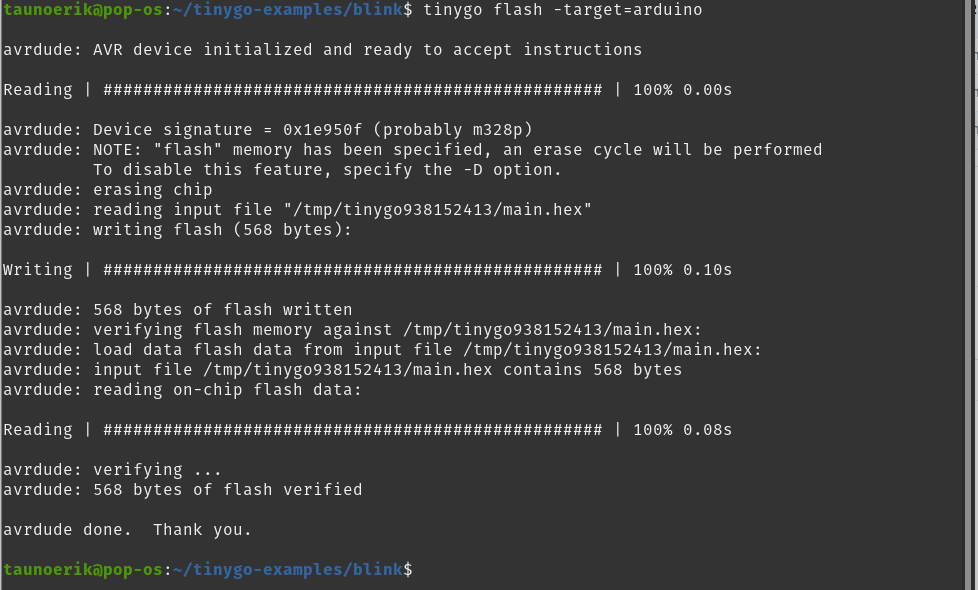 taunoerik@pop-os:~/tinygo-examples/blink$ tinygo flash -target=arduino
avrdude: AVR device initialized and ready to accept instructions
Reading | ################################################## | 100% 0.00s
avrdude: Device signature = 0x1e950f (probably m328p)
avrdude: NOTE: "flash" memory has been specified, an erase cycle will be performed
         To disable this feature, specify the -D option.
avrdude: erasing chip
avrdude: reading input file "/tmp/tinygo938152413/main.hex"
avrdude: writing flash (568 bytes):
Writing | ################################################## | 100% 0.10s
avrdude: 568 bytes of flash written
avrdude: verifying flash memory against /tmp/tinygo938152413/main.hex:
avrdude: load data flash data from input file /tmp/tinygo938152413/main.hex:
avrdude: input file /tmp/tinygo938152413/main.hex contains 568 bytes
avrdude: reading on-chip flash data:
Reading | ################################################## | 100% 0.08s
avrdude: verifying ...
avrdude: 568 bytes of flash verified
avrdude done.  Thank you.
taunoerik@pop-os:~/tinygo-examples/blink$